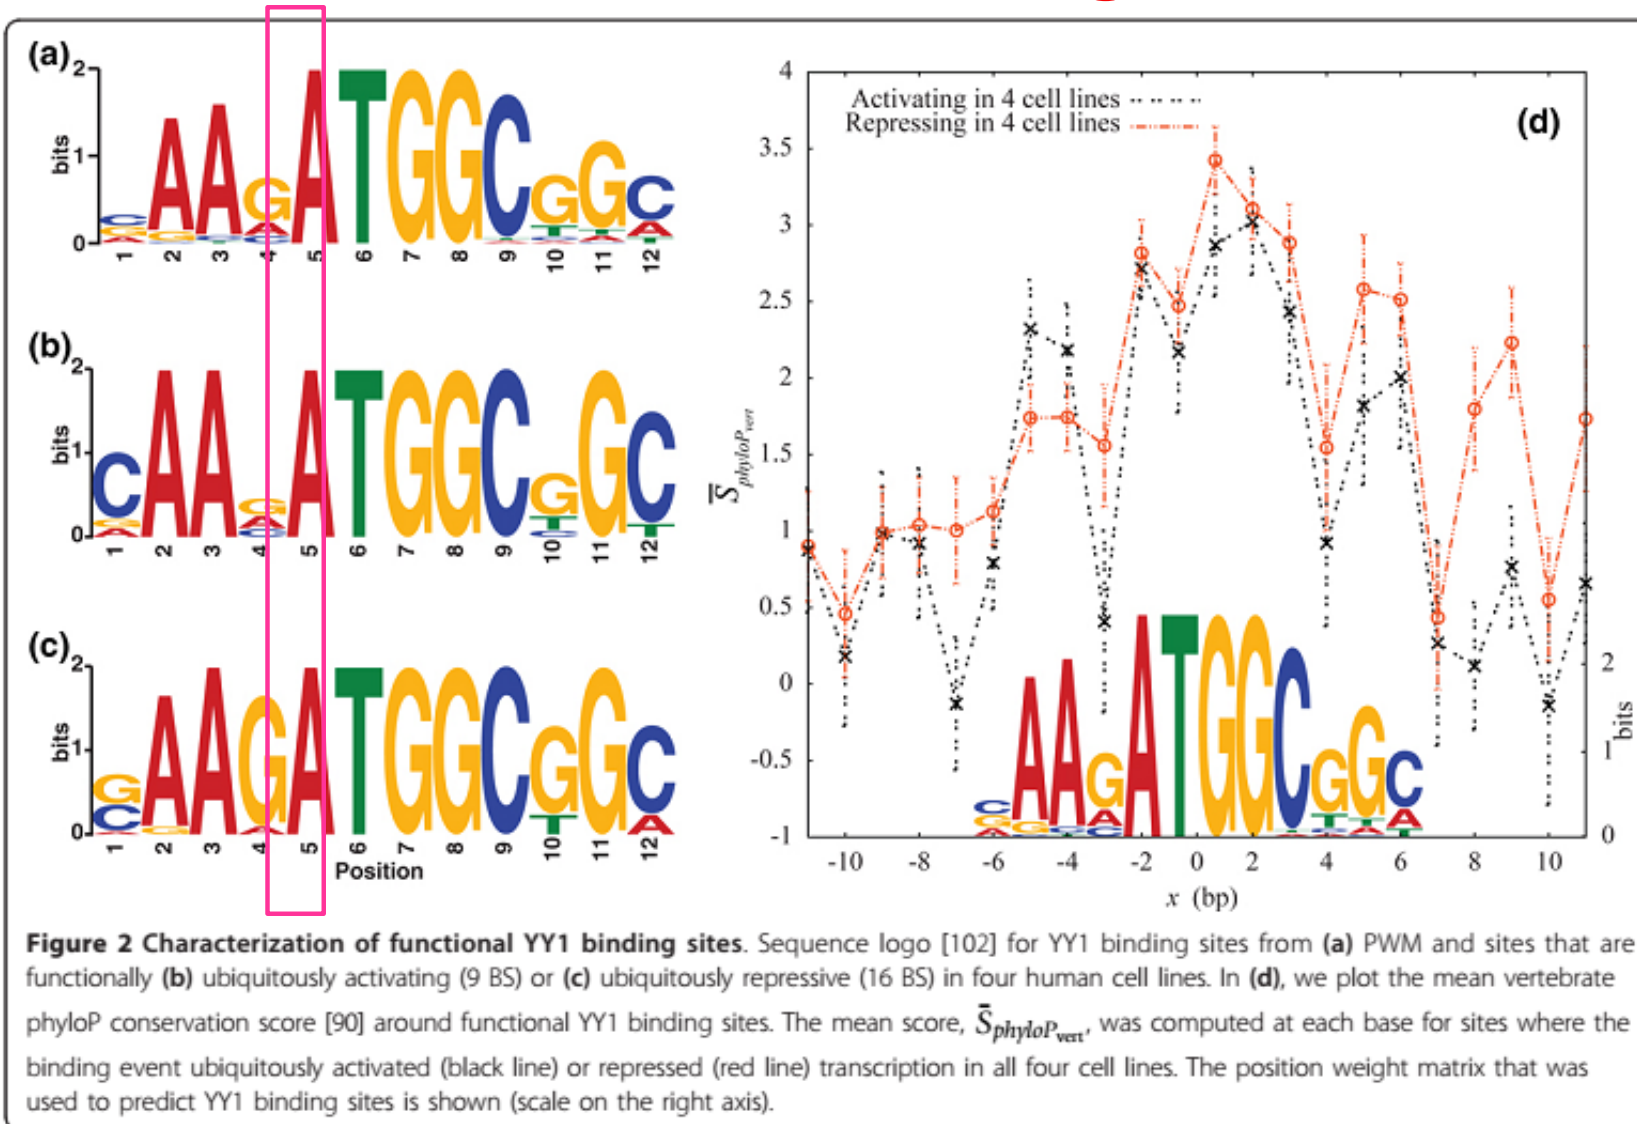 (a)
2
1
0
bits
C A A G A T G G C G G C
1 2 3 4 5 6 7 8 9 10 11 12
(b)
2
1
0
bits
C A A G A T G G C G G C
1 2 3 4 5 6 7 8 9 10 11 12
(c)
2
1
0
bits
G A A G A T G G C G G C
1 2 3 4 5 6 7 8 9 10 11 12
Position
(d)
Activating in 4 cell lines
Repressing in 4 cell lines
4
3.5
3
2.5
2
1.5
1
0.5
0
-0.5
-1
S̅phyloPvert
C A A G A T G G C G G C
2
1
0
bits
-10 -8 -6 -4 -2 0 2 4 6 8 10
x (bp)
Figure 2 Characterization of functional YY1 binding sites. Sequence logo [102] for YY1 binding sites from (a) PWM and sites that are
functionally (b) ubiquitously activating (9 BS) or (c) ubiquitously repressive (16 BS) in four human cell lines. In (d), we plot the mean vertebrate
phyloP conservation score [90] around functional YY1 binding sites. The mean score, S̅phyloPvert, was computed at each base for sites where the
binding event ubiquitously activated (black line) or repressed (red line) transcription in all four cell lines. The position weight matrix that was
used to predict YY1 binding sites is shown (scale on the right axis).